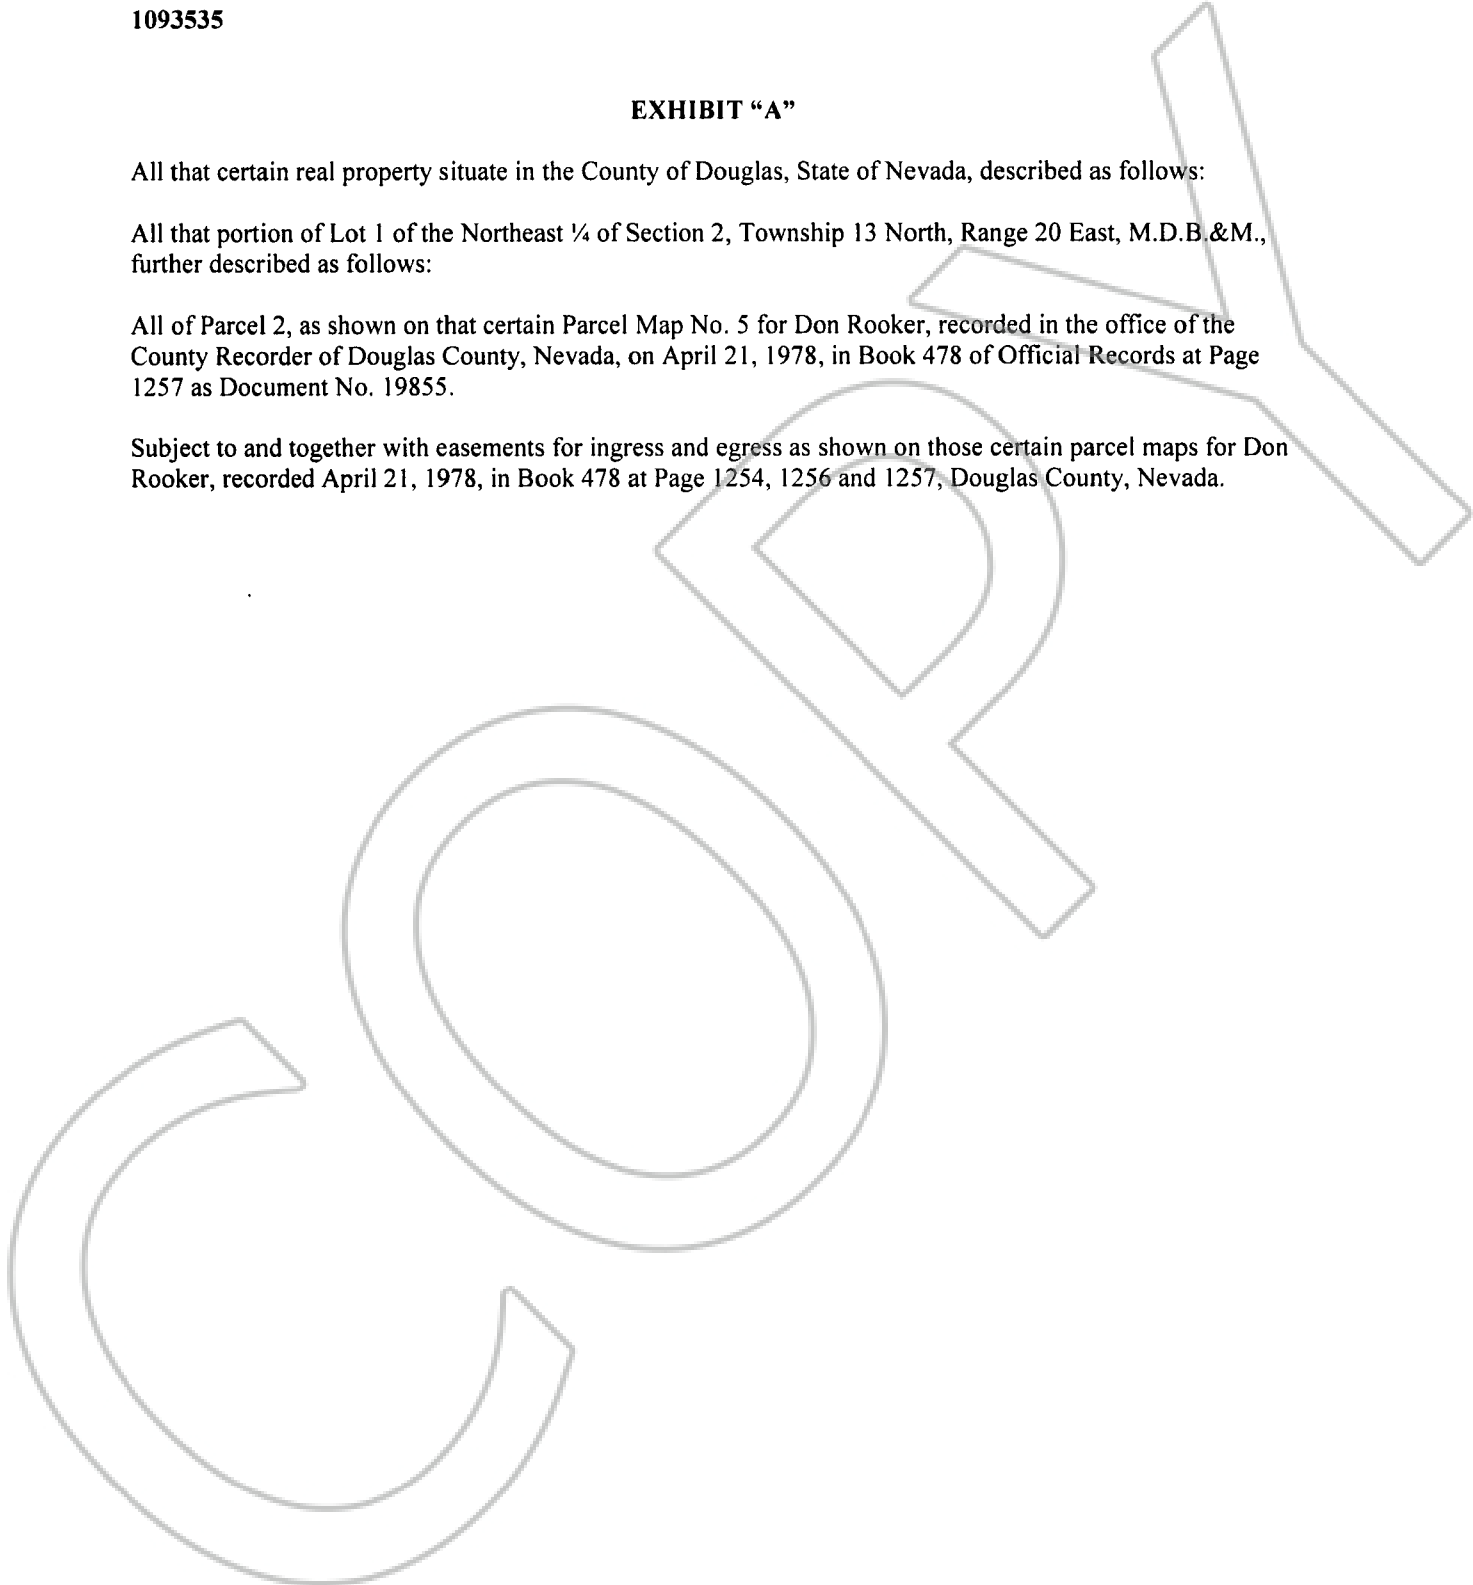 1093535
EXHIBIT “A”
All that certain real property situate in the County of Douglas, State of Nevada, described as follows:
All that portion of Lot 1 of the Northeast ¼ of Section 2, Township 13 North, Range 20 East, M.D.B.&M.,
further described as follows:
All of Parcel 2, as shown on that certain Parcel Map No. 5 for Don Rooker, recorded in the office of the
County Recorder of Douglas County, Nevada, on April 21, 1978, in Book 478 of Official Records at Page
1257 as Document No. 19855.
Subject to and together with easements for ingress and egress as shown on those certain parcel maps for Don
Rooker, recorded April 21, 1978, in Book 478 at Page 1254, 1256 and 1257, Douglas County, Nevada.
COPY